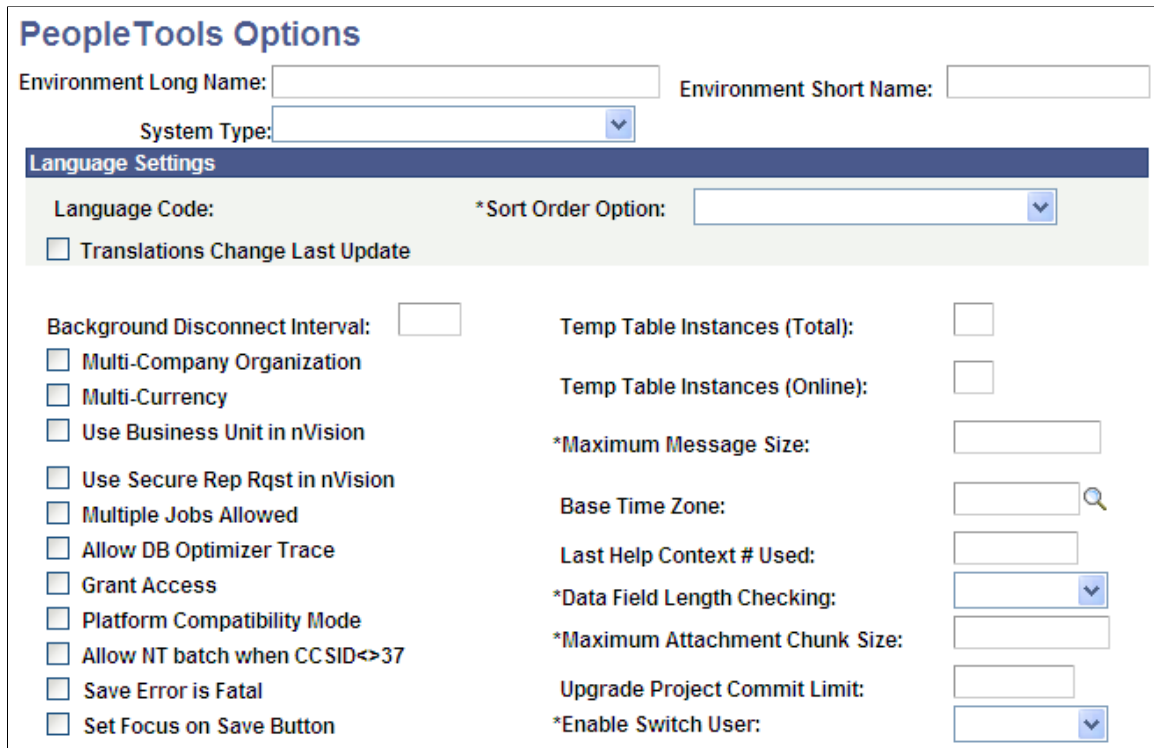 PeopleTools Options
Environment Long Name:
Environment Short Name:
System Type:
Language Settings
Language Code:
*Sort Order Option:
Translations Change Last Update
Background Disconnect Interval:
Multi-Company Organization
Multi-Currency
Use Business Unit in nVision
Use Secure Rep Rqst in nVision
Multiple Jobs Allowed
Allow DB Optimizer Trace
Grant Access
Platform Compatibility Mode
Allow NT batch when CCSID<>37
Save Error is Fatal
Set Focus on Save Button
Temp Table Instances (Total):
Temp Table Instances (Online):
*Maximum Message Size:
Base Time Zone:
Last Help Context # Used:
*Data Field Length Checking:
*Maximum Attachment Chunk Size:
Upgrade Project Commit Limit:
*Enable Switch User: